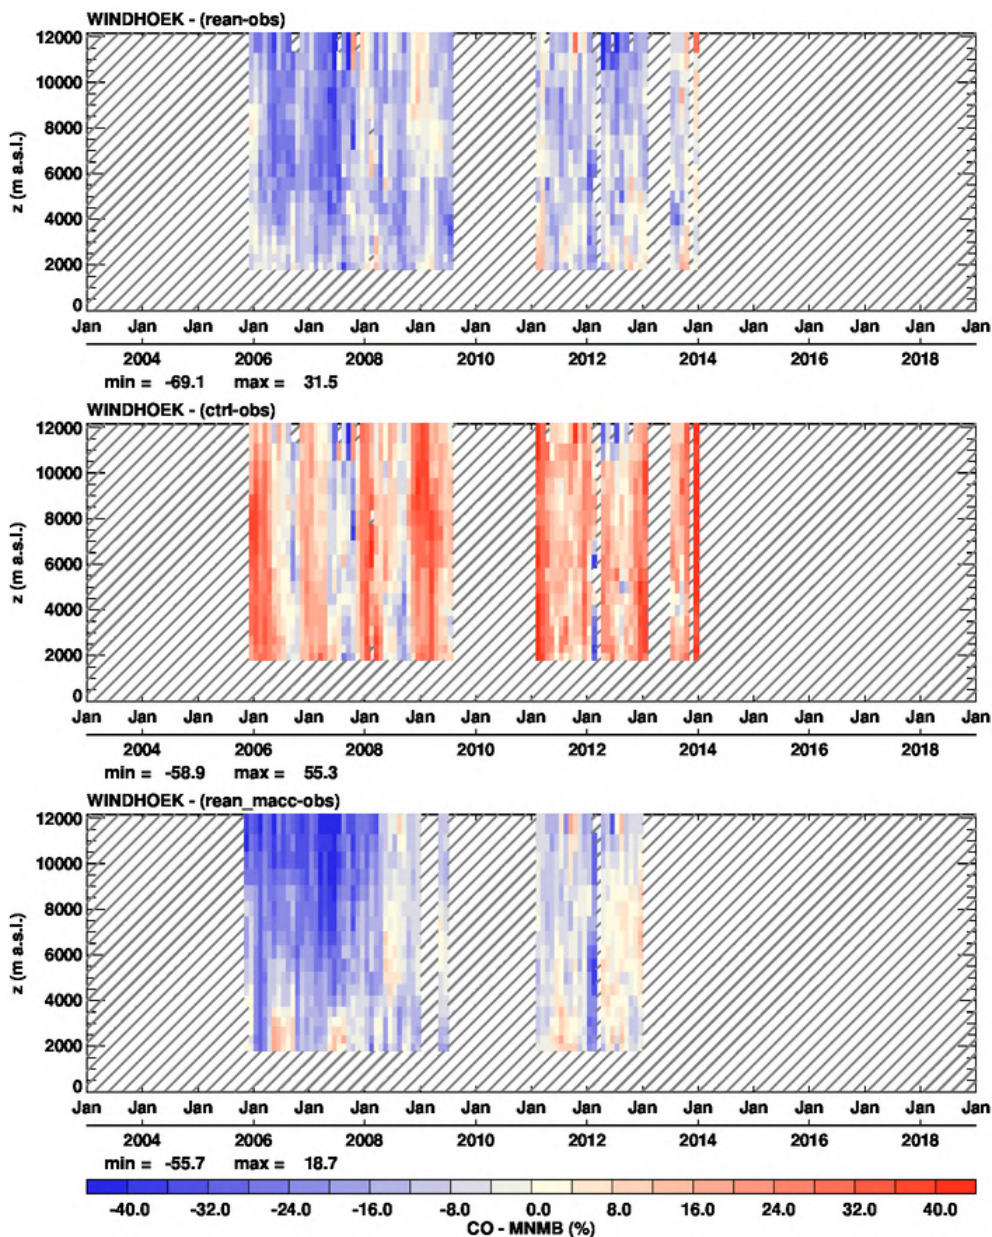 WINDHOEK - (rean-obs)
12000
10000
8000
6000
4000
2000
0
z (m a.s.l.)
Jan Jan Jan Jan Jan Jan Jan Jan Jan Jan Jan Jan Jan Jan Jan Jan Jan
2004 2006 2008 2010 2012 2014 2016 2018
min = -69.1 max = 31.5
WINDHOEK - (ctrl-obs)
12000
10000
8000
6000
4000
2000
0
z (m a.s.l.)
Jan Jan Jan Jan Jan Jan Jan Jan Jan Jan Jan Jan Jan Jan Jan Jan Jan
2004 2006 2008 2010 2012 2014 2016 2018
min = -58.9 max = 55.3
WINDHOEK - (rean_macc-obs)
12000
10000
8000
6000
4000
2000
0
z (m a.s.l.)
Jan Jan Jan Jan Jan Jan Jan Jan Jan Jan Jan Jan Jan Jan Jan Jan Jan
2004 2006 2008 2010 2012 2014 2016 2018
min = -55.7 max = 18.7
-40.0 -32.0 -24.0 -16.0 -8.0 0.0 8.0 16.0 24.0 32.0 40.0
CO - MNMB (%)